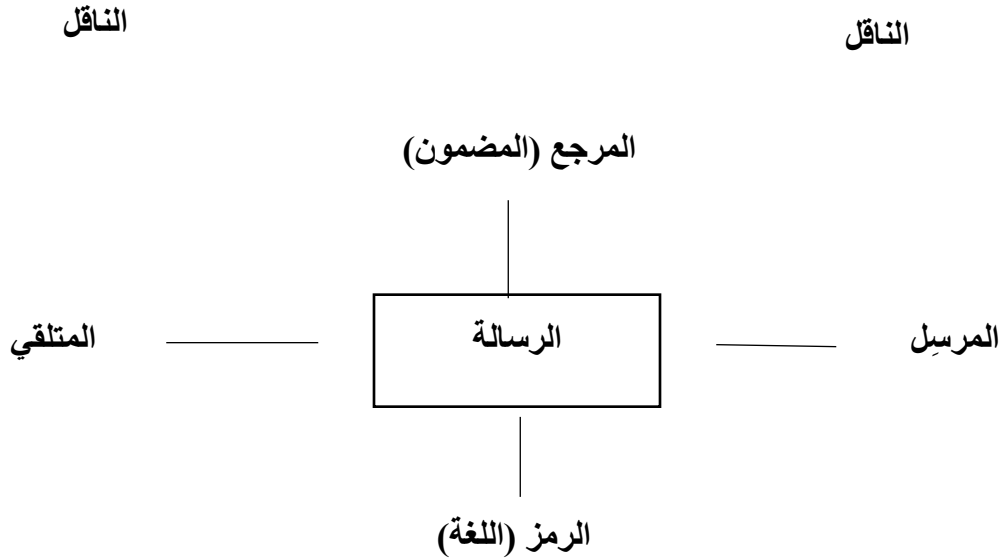 الناقل
الناقل
المرجع (المضمون)
المرسِل
الرسالة
المتلقي
الرمز (اللغة)